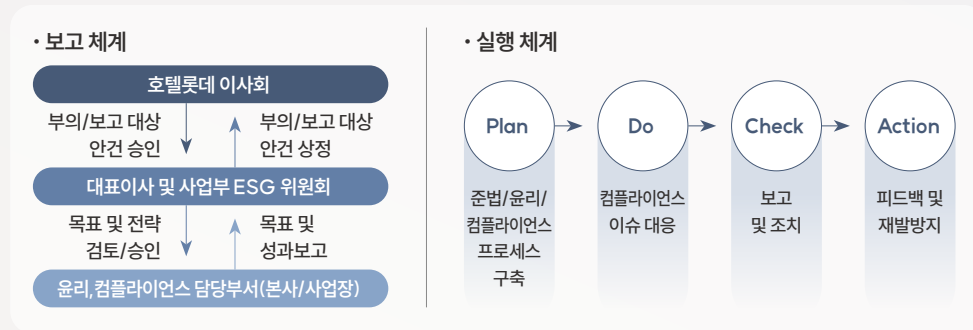 · 보고 체계
호텔롯데 이사회
부의/보고 대상
안건 승인
부의/보고 대상
안건 상정
대표이사 및 사업부 ESG 위원회
목표 및 전략
검토/승인
목표 및
성과보고
윤리,컴플라이언스 담당부서(본사/사업장)
· 실행 체계
Plan
준법/윤리/
컴플라이언스
프로세스
구축
Do
컴플라이언스
이슈 대응
Check
보고
및 조치
Action
피드백 및
재발방지